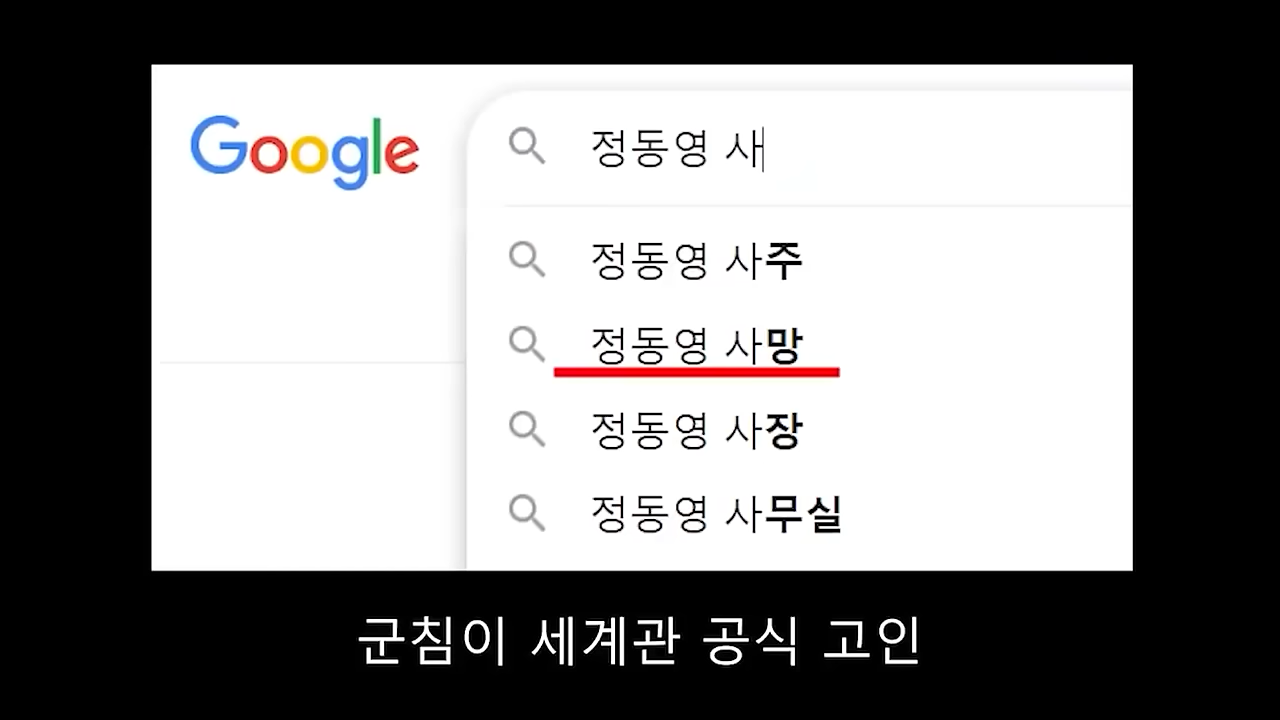 Google
정동영 사
정동영 사주
정동영 사망
정동영 사장
정동영 사무실
군침이 세계관 공식 고인